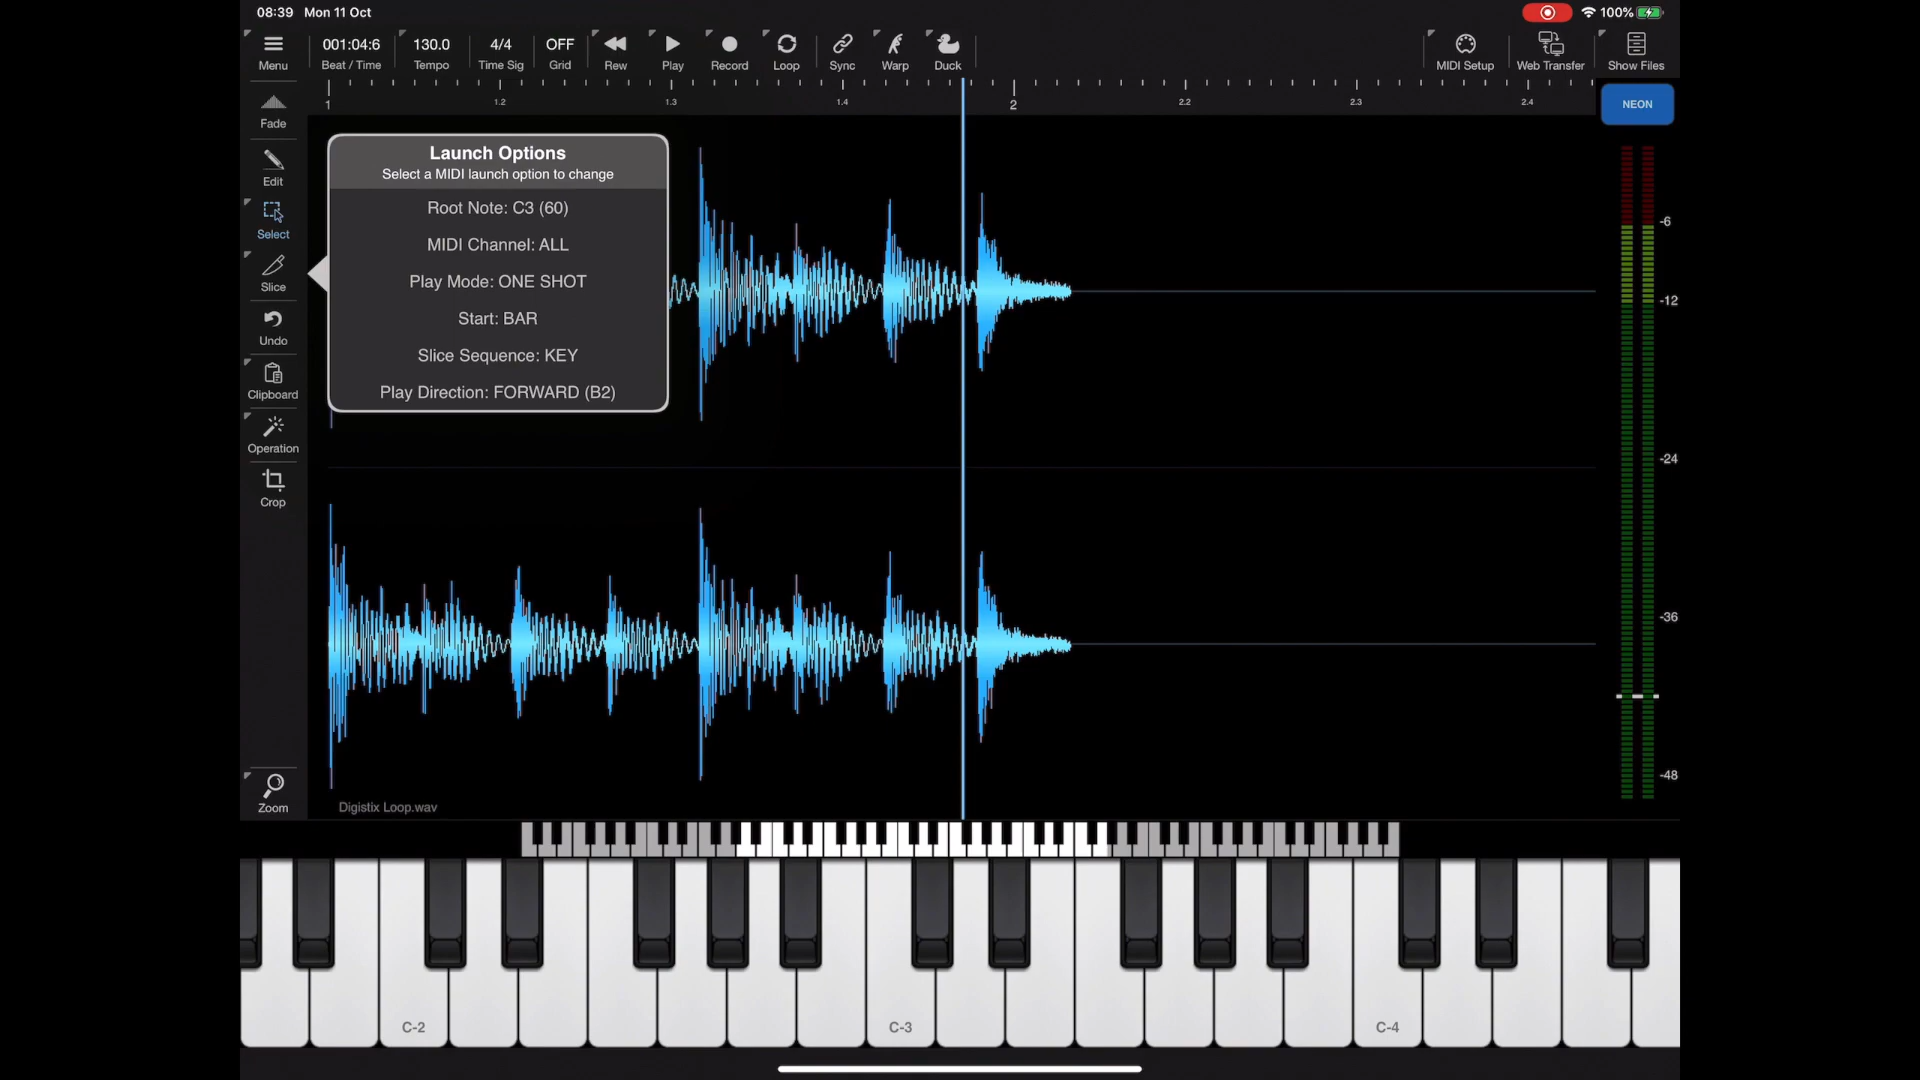 08:39 Mon 11 Oct
100%
001:04:6 130.0 4/4 OFF
Menu Beat / Time Tempo Time Sig Grid Rew Play Record Loop Sync Warp Duck MIDI Setup Web Transfer Show Files
1 1.2 1.3 1.4 2 2.2 2.3 2.4
NEON
Fade
Edit
Select
Slice
Undo
Clipboard
Operation
Crop
Zoom
Launch Options
Select a MIDI launch option to change
Root Note: C3 (60)
MIDI Channel: ALL
Play Mode: ONE SHOT
Start: BAR
Slice Sequence: KEY
Play Direction: FORWARD (B2)
-6
-12
-24
-36
-48
Digistix Loop.wav
C-2 C-3 C-4